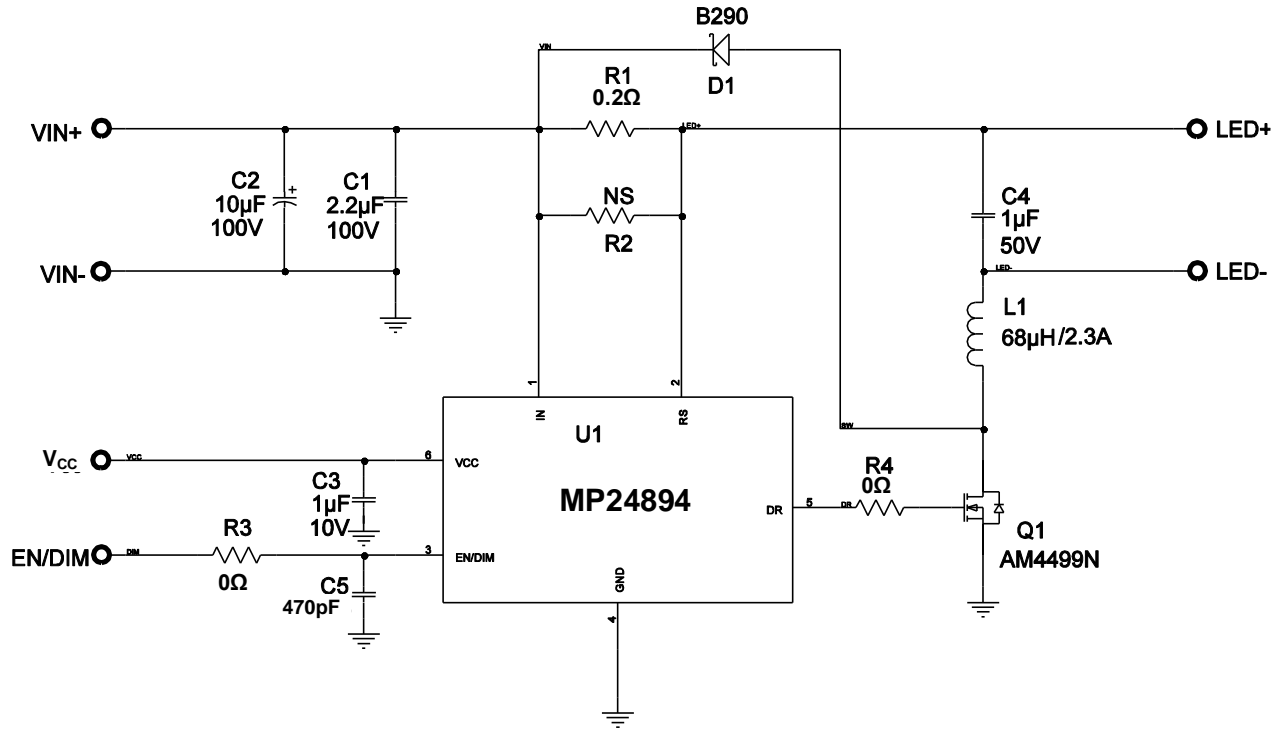 B290
D1
VIN
R1
0.2Ω
VIN+
LED+
LED+
C2
10µF
100V
+
C1
2.2µF
100V
NS
R2
C4
1µF
50V
VIN-
LED-
LED-
L1
68µH/2.3A
1
2
IN
RS
U1
SW
VCC
VCC
6
VCC
C3
1µF
10V
MP24894
DR
5
DR
R4
0Ω
Q1
AM4499N
R3
0Ω
EN/DIM
DIM
3
EN/DIM
C5
470pF
GND
4